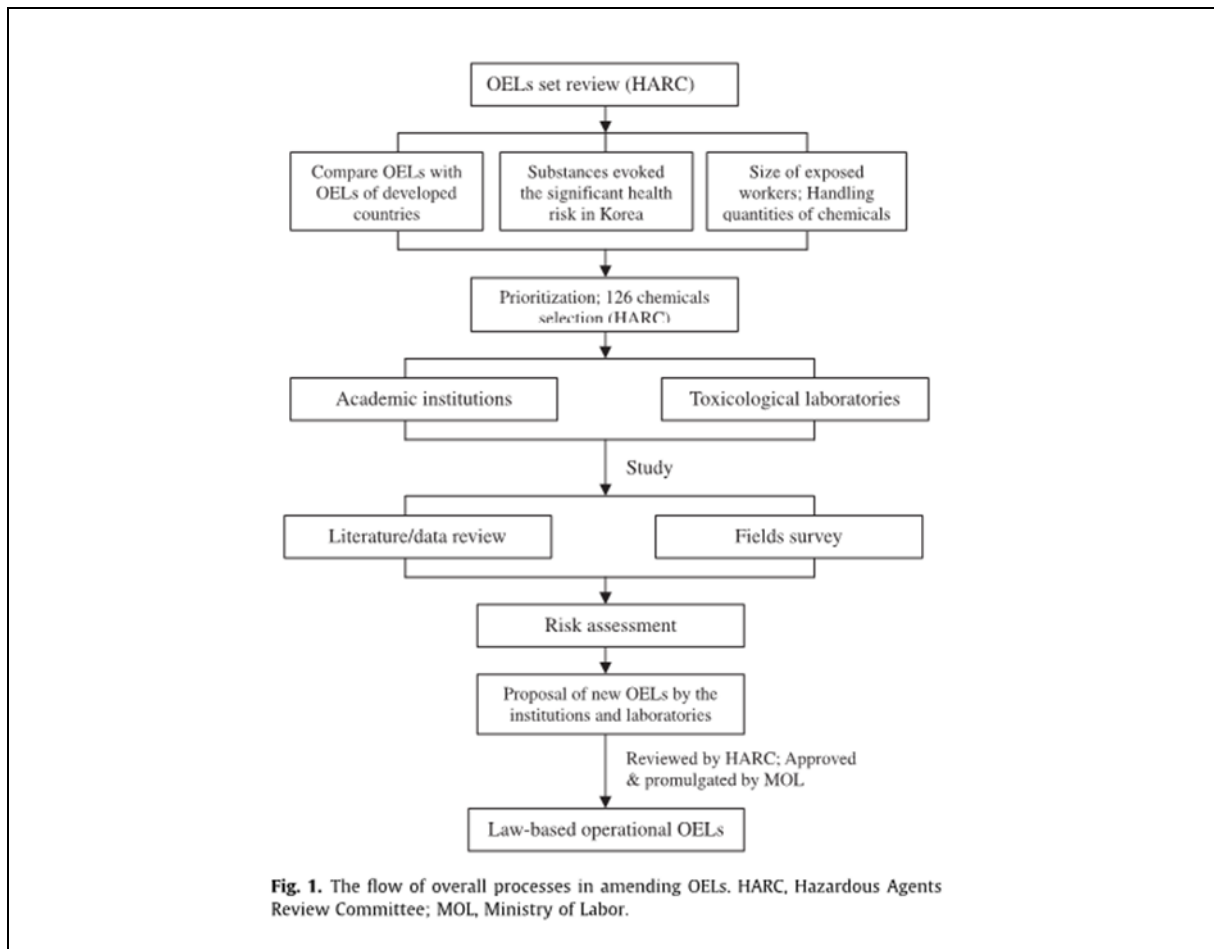 OELs set review (HARC)
Compare OELs with
OELs of developed
countries
Substances evoked
the significant health
risk in Korea
Size of exposed
workers; Handling
quantities of chemicals
Prioritization; 126 chemicals
selection (HARC)
Academic institutions
Toxicological laboratories
Study
Literature/data review
Fields survey
Risk assessment
Proposal of new OELs by the
institutions and laboratories
Reviewed by HARC; Approved
& promulgated by MOL
Law-based operational OELs
Fig. 1. The flow of overall processes in amending OELs. HARC, Hazardous Agents
Review Committee; MOL, Ministry of Labor.